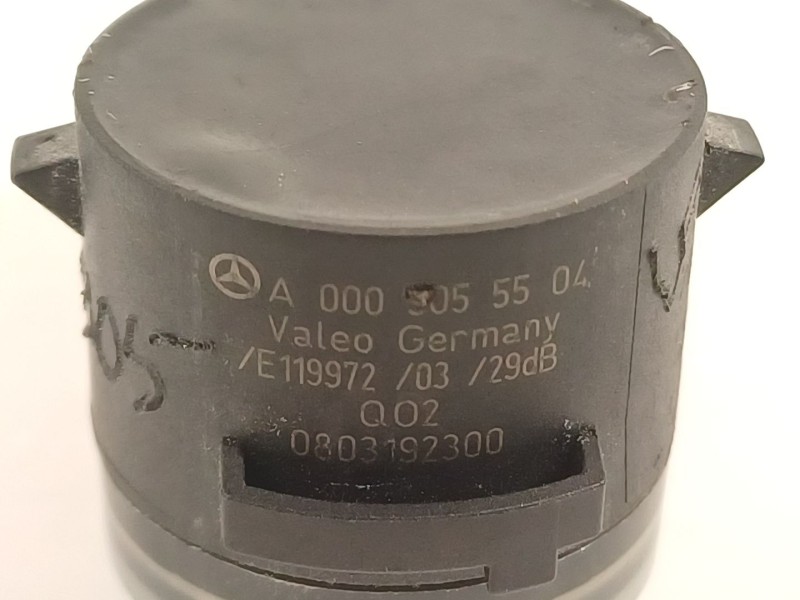 A 000 905 55 04
Valeo Germany
/E119972 /03 /29dB
Q02
0803192300